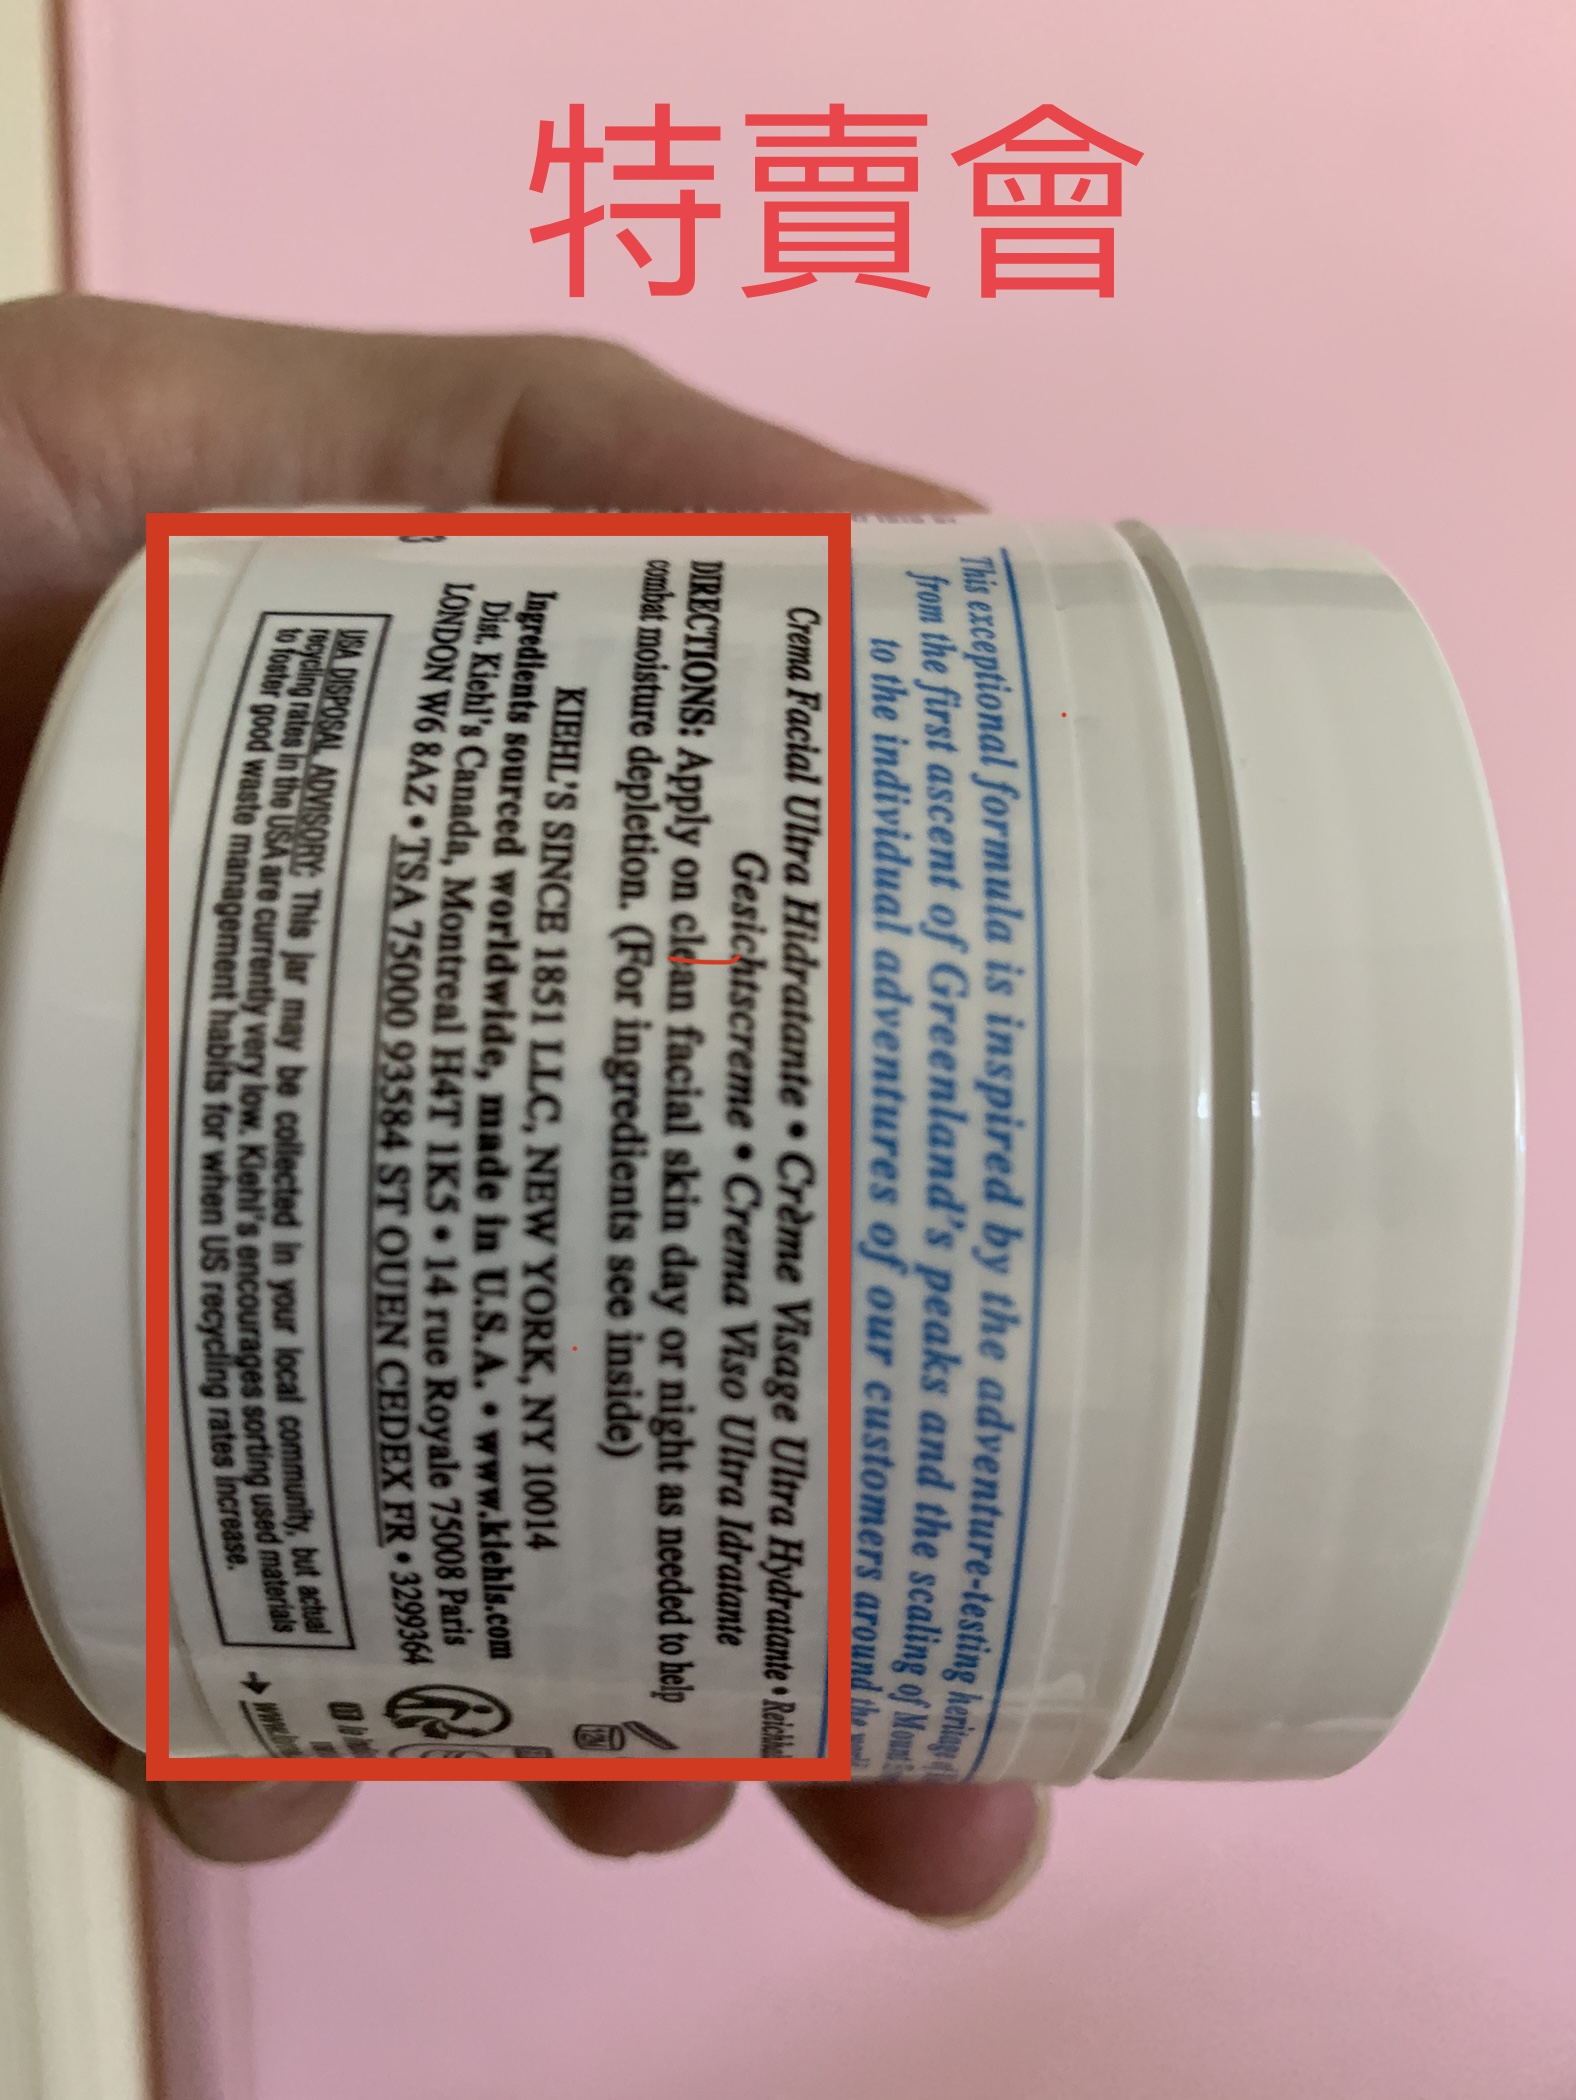 特賣會
This exceptional formula is inspired by the adventure-testing heritage of
from the first ascent of Greenland's peaks and the scaling of Mount
to the individual adventures of our customers around the world
Crema Facial Ultra Hidratante • Crème Visage Ultra Hydratante •
Gesichtscreme • Crema Viso Ultra Idratante
DIRECTIONS: Apply on clean facial skin day or night as needed to help
combat moisture depletion. (For ingredients see inside)
KIEHL'S SINCE 1851 LLC, NEW YORK, NY 10014
Ingredients sourced worldwide, made in U.S.A. • www.kiehls.com
Dist. Kiehl's Canada, Montreal H4T 1K5 • 14 rue Royale 75008 Paris
LONDON W6 8AZ • TSA 75000 93584 ST OUEN CEDEX FR • 3299364
USA DISPOSAL ADVISORY: This jar may be collected in your local community, but actual
recycling rates in the USA are currently very low. Kiehl's encourages sorting used materials
to foster good waste management habits for when US recycling rates increase.
12M